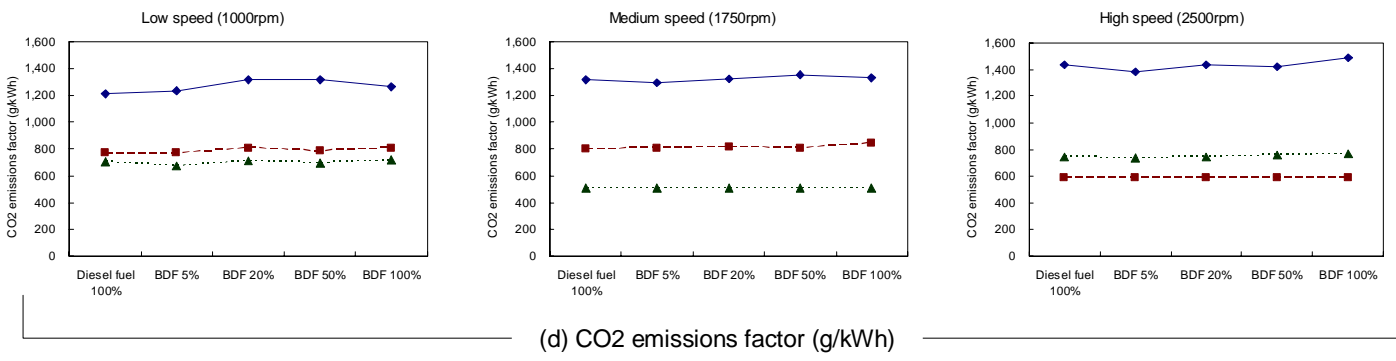 Low speed (1000rpm)
CO2 emissions factor (g/kWh)
1,600
1,400
1,200
1,000
800
600
400
200
0
Diesel fuel 100%
BDF 5%
BDF 20%
BDF 50%
BDF 100%
Medium speed (1750rpm)
CO2 emissions factor (g/kWh)
1,600
1,400
1,200
1,000
800
600
400
200
0
Diesel fuel 100%
BDF 5%
BDF 20%
BDF 50%
BDF 100%
High speed (2500rpm)
CO2 emissions factor (g/kWh)
1,600
1,400
1,200
1,000
800
600
400
200
0
Diesel fuel 100%
BDF 5%
BDF 20%
BDF 50%
BDF 100%
(d) CO2 emissions factor (g/kWh)